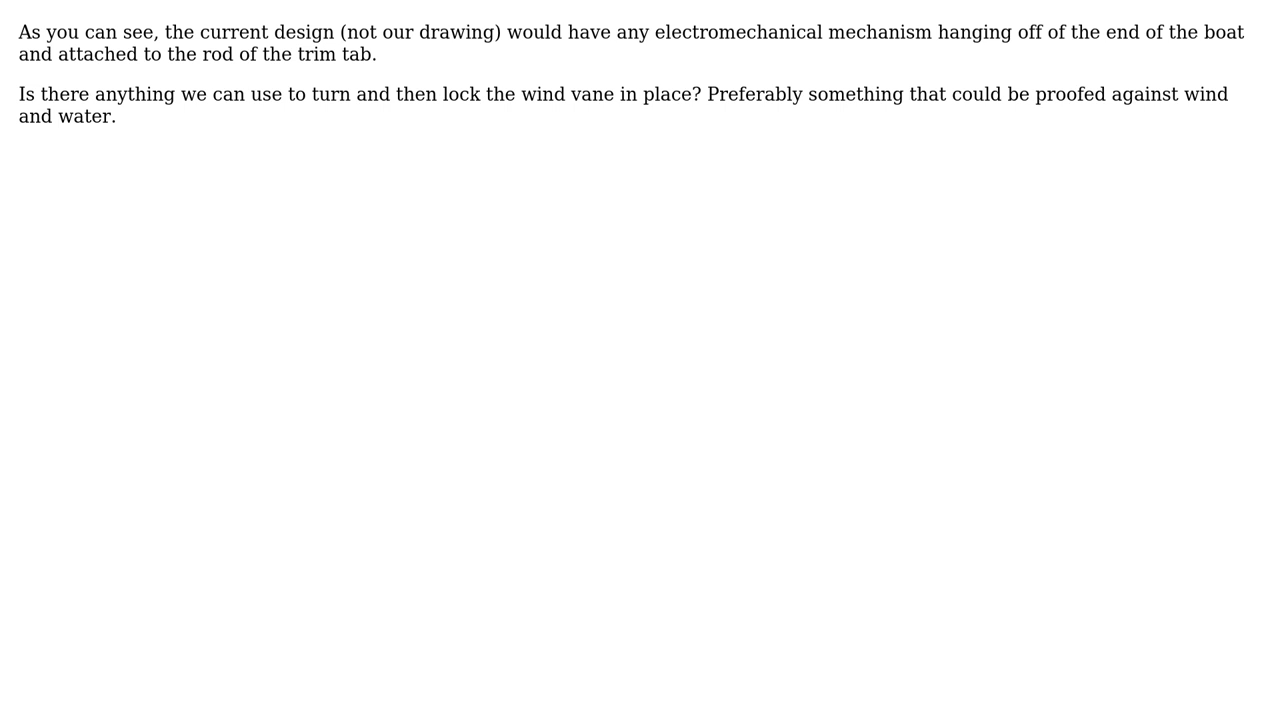 As you can see, the current design (not our drawing) would have any electromechanical mechanism hanging off of the end of the boat
and attached to the rod of the trim tab.
Is there anything we can use to turn and then lock the wind vane in place? Preferably something that could be proofed against wind
and water.